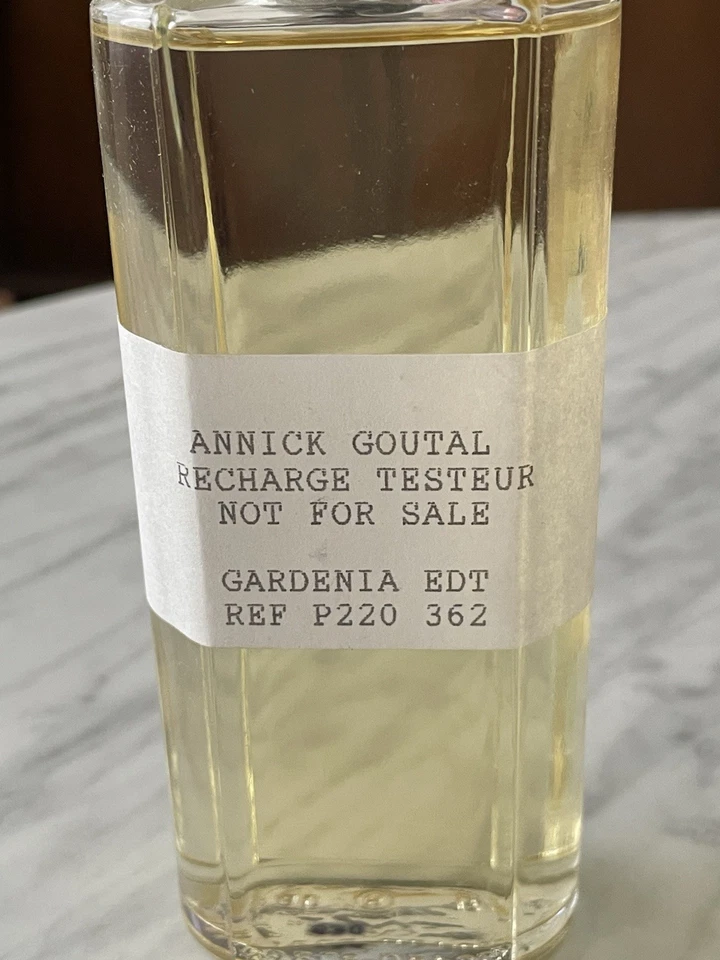 ANNICK GOUTAL
RECHARGE TESTEUR
NOT FOR SALE
GARDENIA EDT
REF P220 362